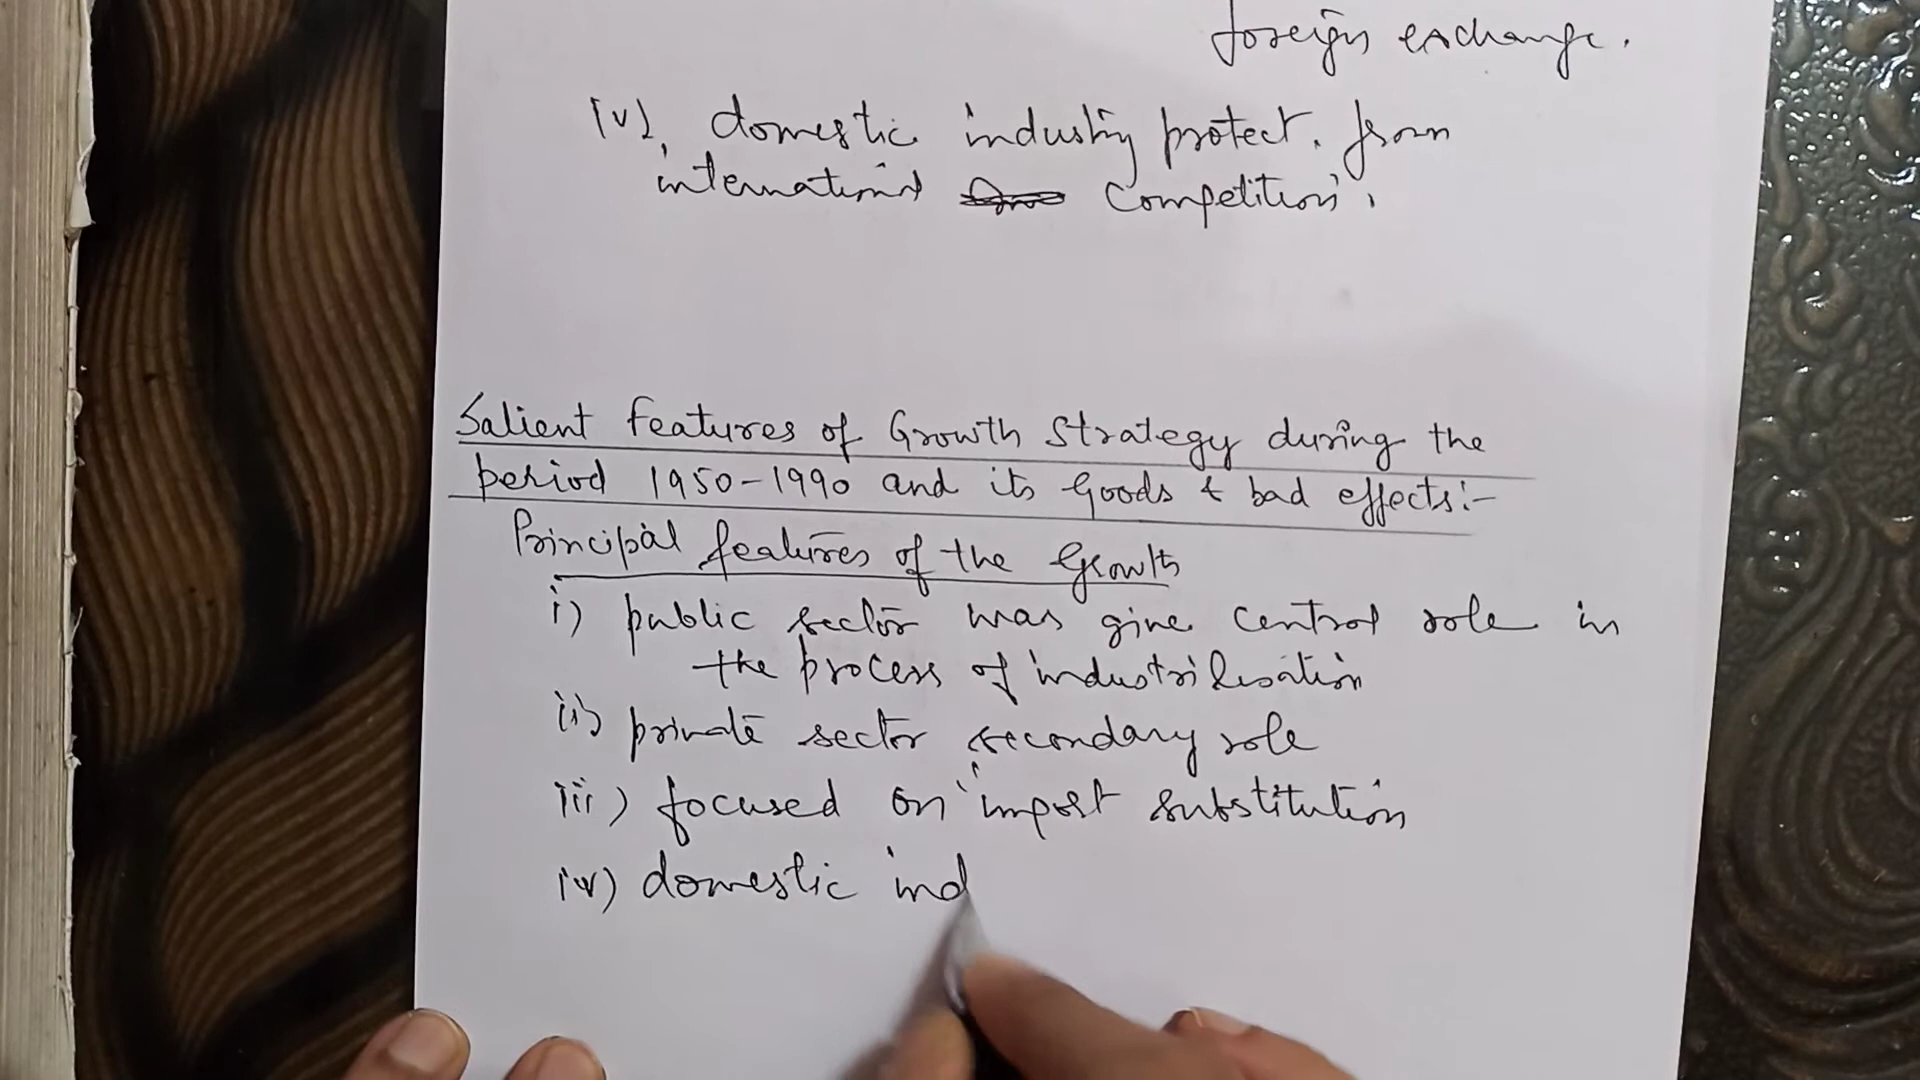 foreign exchange.
(v), domestic industry protect. from
international competition.
Salient features of Growth Strategy during the
period 1950-1990 and its Goods & bad effects:-
Principal features of the Growth
i) public sector was give central role in
the process of industrilisation
ii) private sector secondary role
iii) focused on import substitution
iv) domestic ind